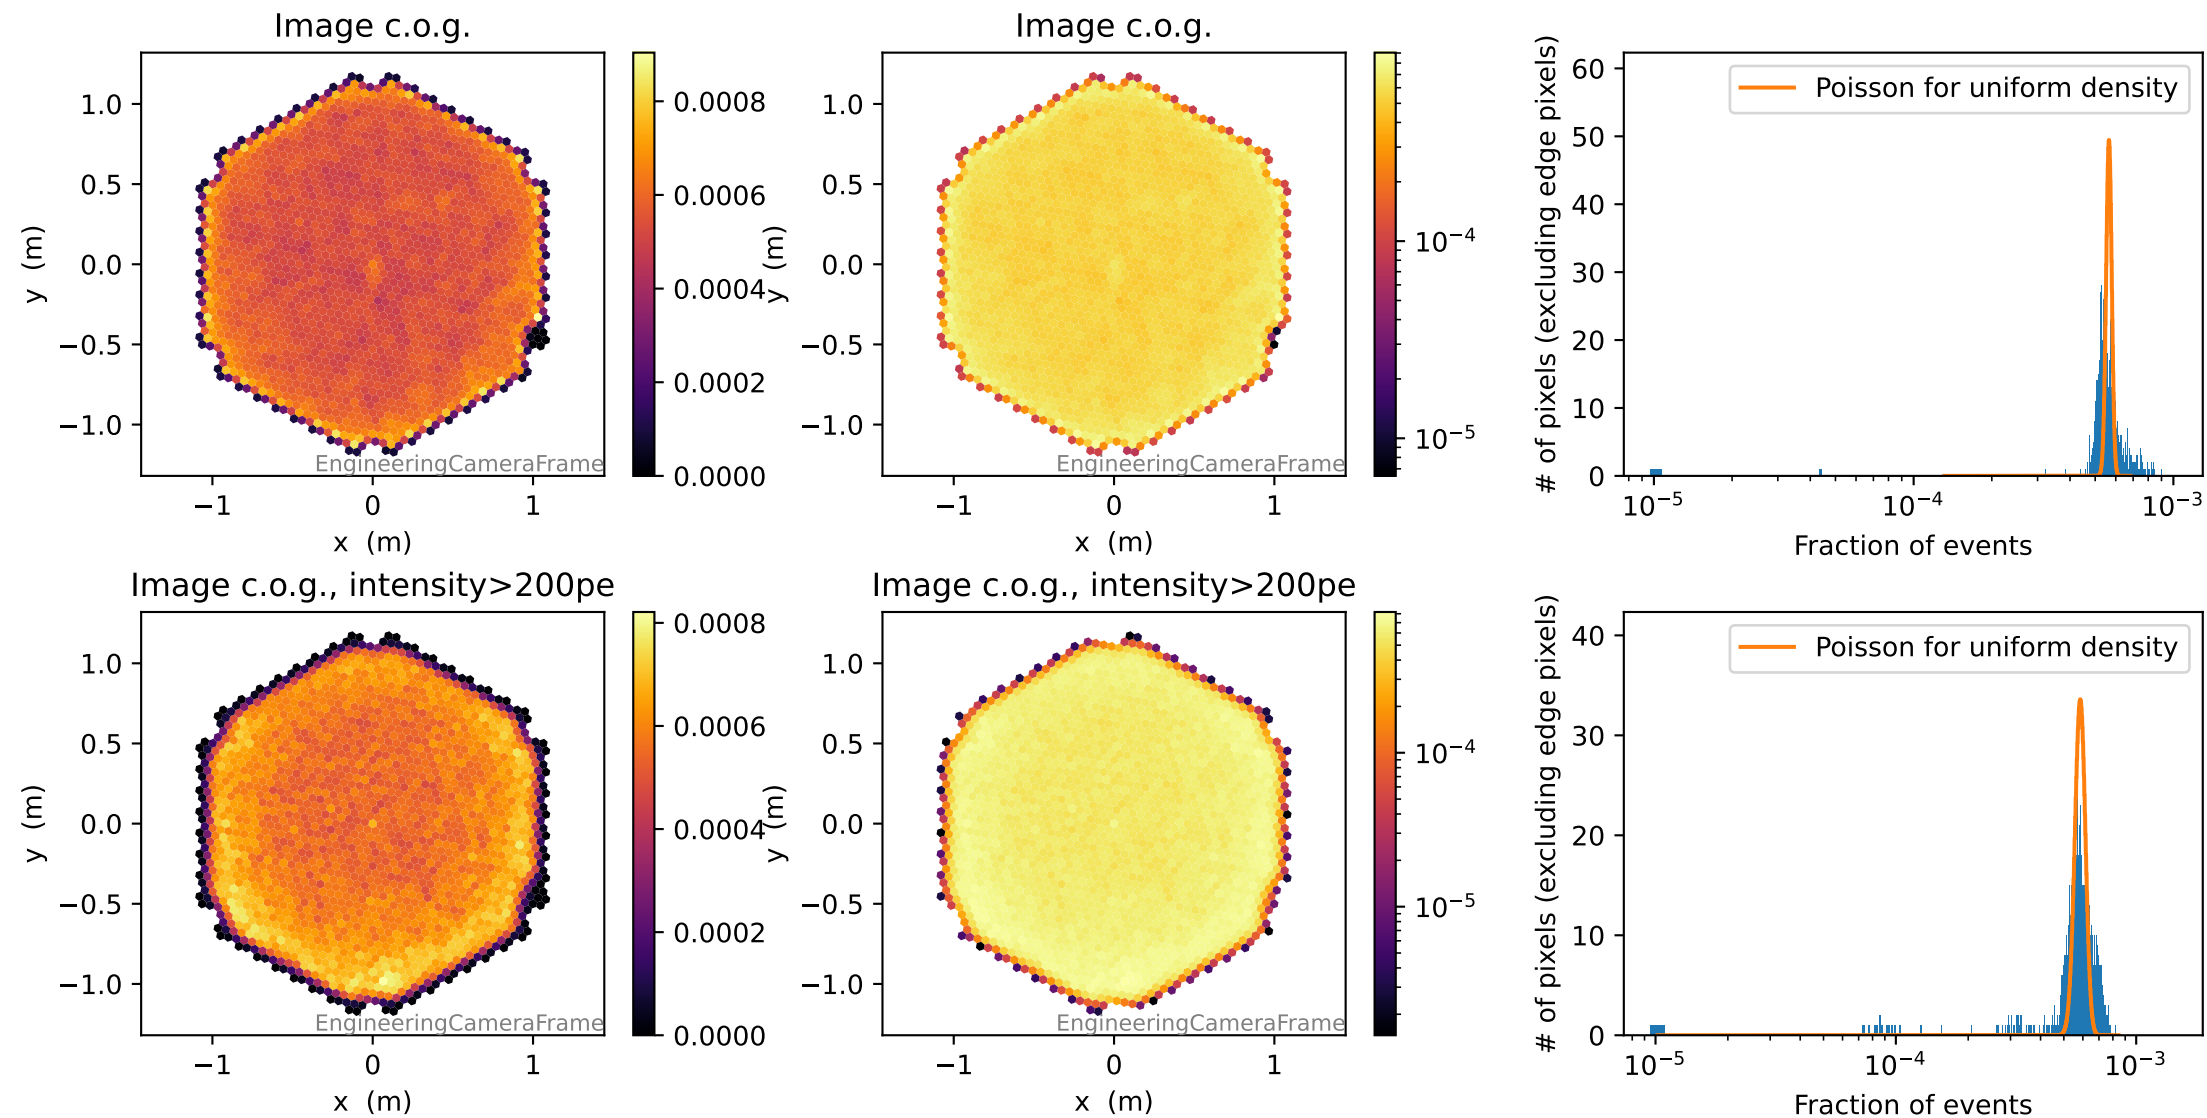 Image c.o.g.
1.0
0.5
0.0
−0.5
−1.0
y (m)
−1
0
1
x (m)
EngineeringCameraFrame
0.0008
0.0006
0.0004
0.0002
0.0000
Image c.o.g.
1.0
0.5
0.0
−0.5
−1.0
y (m)
−1
0
1
x (m)
EngineeringCameraFrame
10⁻⁴
10⁻⁵
# of pixels (excluding edge pixels)
60
50
40
30
20
10
0
Poisson for uniform density
10⁻⁵
10⁻⁴
10⁻³
Fraction of events
Image c.o.g., intensity>200pe
1.0
0.5
0.0
−0.5
−1.0
y (m)
−1
0
1
x (m)
EngineeringCameraFrame
0.0008
0.0006
0.0004
0.0002
0.0000
Image c.o.g., intensity>200pe
1.0
0.5
0.0
−0.5
−1.0
y (m)
−1
0
1
x (m)
EngineeringCameraFrame
10⁻⁴
10⁻⁵
# of pixels (excluding edge pixels)
40
30
20
10
0
Poisson for uniform density
10⁻⁵
10⁻⁴
10⁻³
Fraction of events